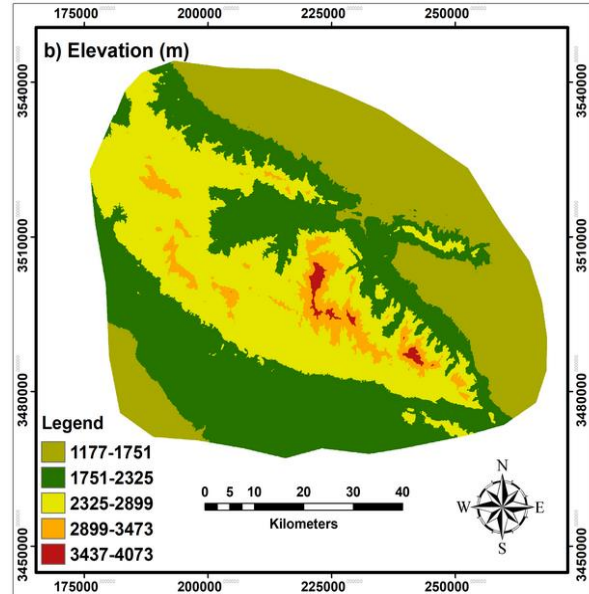 175000 200000 225000 250000
b) Elevation (m)
3540000 3540000
3510000 3510000
3480000 3480000
3450000 3450000
Legend
1177-1751
1751-2325
2325-2899
2899-3473
3437-4073
0 5 10 20 30 40
Kilometers
N
W E
S
175000 200000 225000 250000